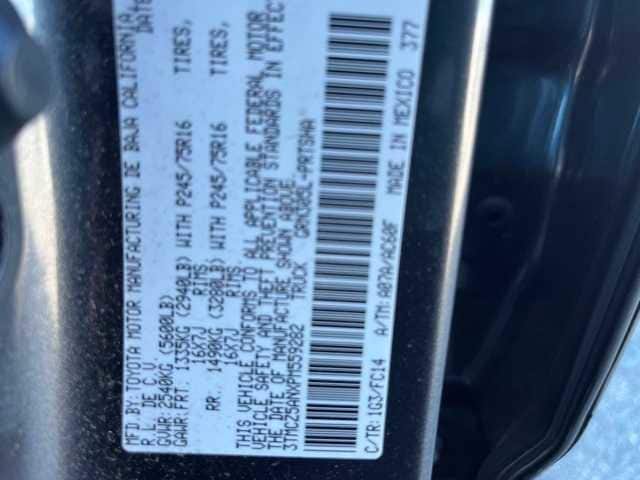 MFD.BY:TOYOTA MOTOR MANUFACTURING DE BAJA CALIFORNIA
S. R.L. DE C.V. DATE
GVWR:2540KG(5600LB)
GAWR:FRT. 1335KG (2940LB) WITH P245/75R16 TIRES,
16X7J RIMS
RR. 1490KG (3280LB) WITH P245/75R16 TIRES,
16X7J RIMS
THIS VEHICLE CONFORMS TO ALL APPLICABLE FEDERAL MOTOR
VEHICLE SAFETY AND THEFT PREVENTION STANDARDS IN EFFECT
THE DATE OF MANUFACTURE SHOWN ABOVE.
3TMCZ5ANXPM559282 TRUCK GRN305L-PRTSHA
C/TR:1G3/FC14 A/TM:A07A/AC60F MADE IN MEXICO 377